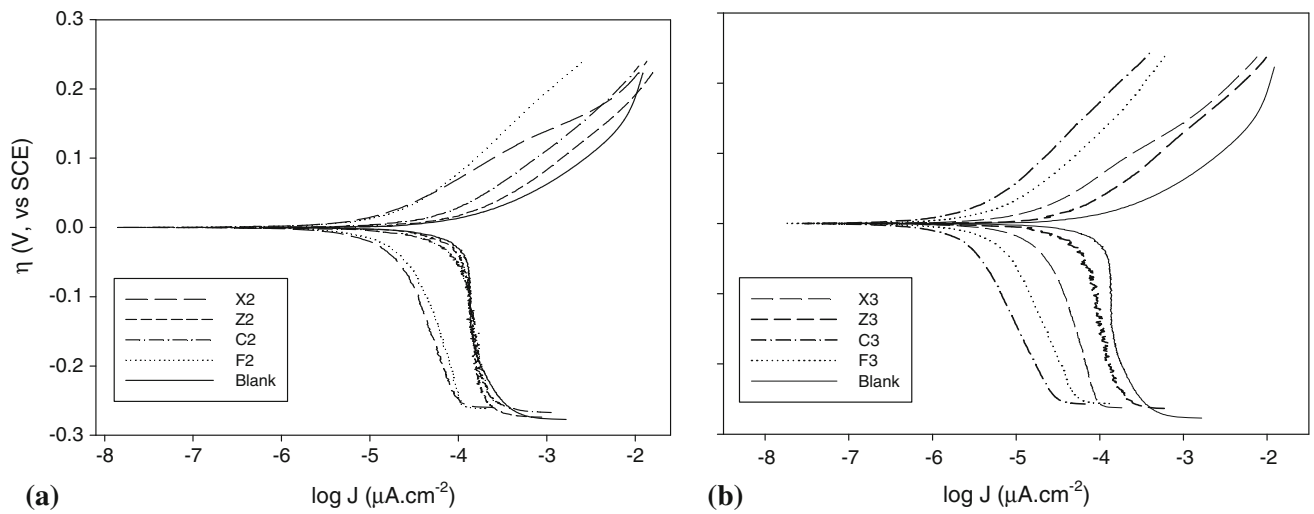 0.3
0.2
0.1
0.0
-0.1
-0.2
-0.3
η (V, vs SCE)
X2
Z2
C2
F2
Blank
-8 -7 -6 -5 -4 -3 -2
log J (μA.cm-2)
(a)
X3
Z3
C3
F3
Blank
-8 -7 -6 -5 -4 -3 -2
log J (μA.cm-2)
(b)